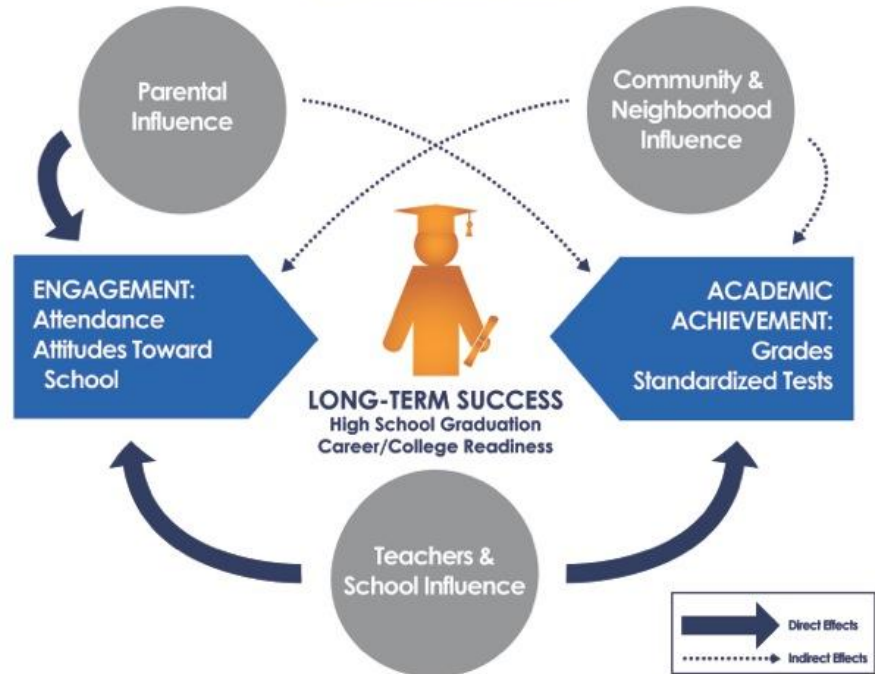 Parental
Influence
Community &
Neighborhood
Influence
ENGAGEMENT:
Attendance
Attitudes Toward
School
ACADEMIC
ACHIEVEMENT:
Grades
Standardized Tests
LONG-TERM SUCCESS
High School Graduation
Career/College Readiness
Teachers &
School Influence
Direct Effects
Indirect Effects